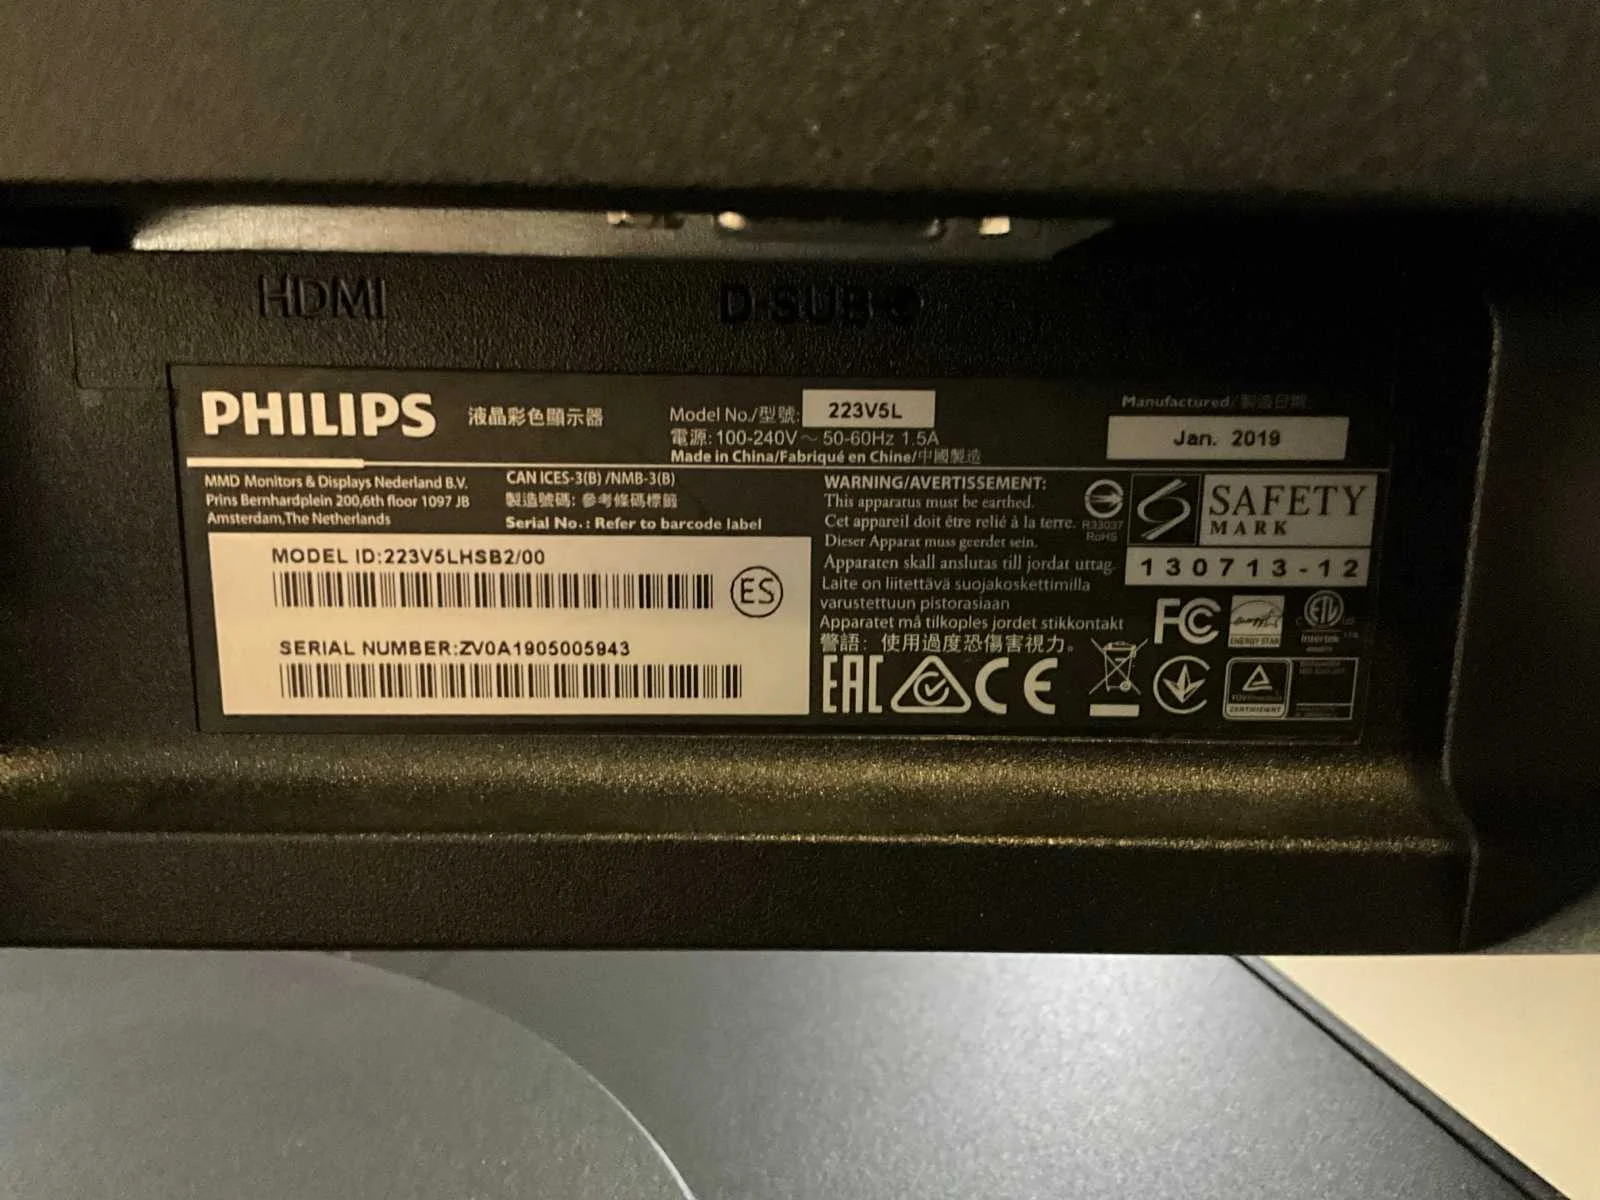 HDMI
D-SUB
PHILIPS
液晶彩色顯示器
Model No./型號: 223V5L
電源: 100-240V ~ 50-60Hz 1.5A
Made in China/Fabriqué en Chine/中國製造
Manufactured/製造日期:
Jan. 2019
MMD Monitors & Displays Nederland B.V.
Prins Bernhardplein 200,6th floor 1097 JB
Amsterdam,The Netherlands
CAN ICES-3(B) /NMB-3(B)
製造號碼: 參考條碼標籤
Serial No.: Refer to barcode label
MODEL ID:223V5LHSB2/00
ES
SERIAL NUMBER:ZV0A1905005943
WARNING/AVERTISSEMENT:
This apparatus must be earthed.
Cet appareil doit être relié à la terre.
Dieser Apparat muss geerdet sein.
Apparaten skall anslutas till jordat uttag.
Laite on liitettävä suojakoskettimilla
varustettuun pistorasiaan
Apparatet må tilkoples jordet stikkontakt
警語: 使用過度恐傷害視力。
R33037
RoHS
SAFETY
MARK
130713-12
FC
ENERGY STAR
ETL
Intertek
EAC
CE
TÜVRheinland
ZERTIFIZIERT